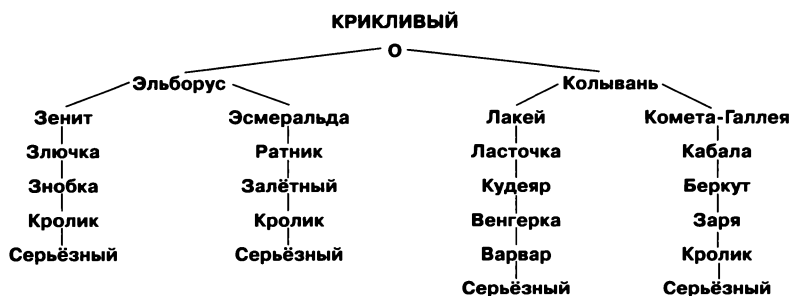 КРИКЛИВЫЙ
О
Эльборус Колывань
Зенит Эсмеральда Лакей Комета-Галлея
Злючка Ратник Ласточка Кабала
Знобка Залётный Кудеяр Беркут
Кролик Кролик Венгерка Заря
Серьёзный Серьёзный Варвар Кролик
Серьёзный Серьёзный